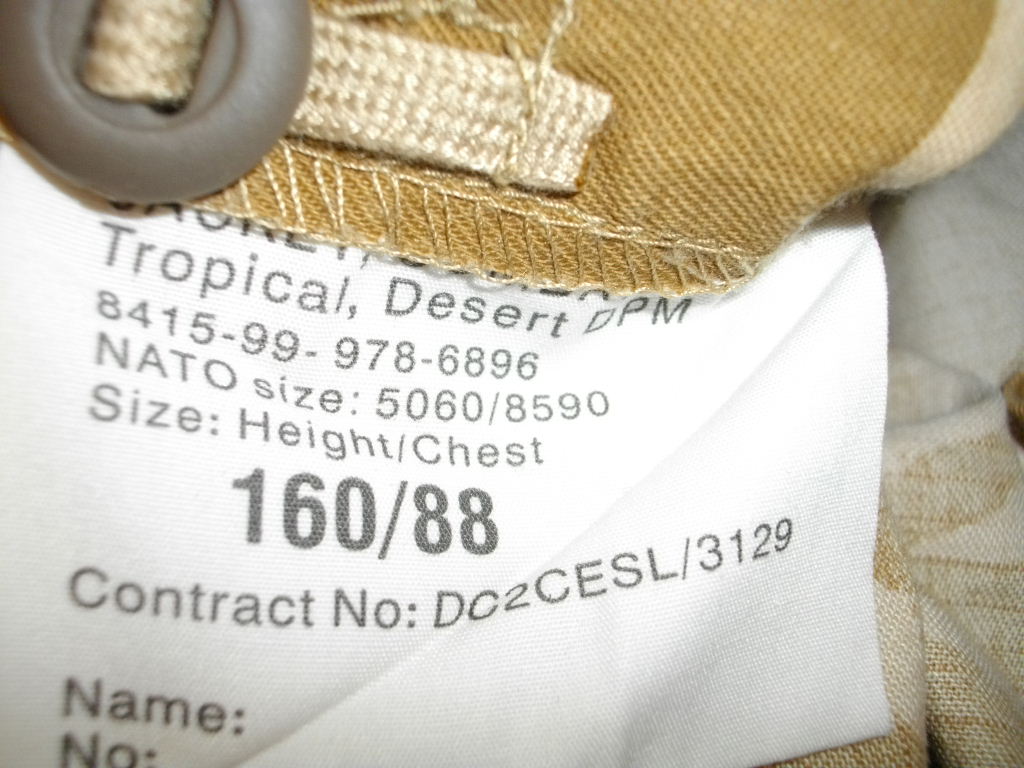 JACKET,
Tropical, Desert DPM
8415-99-978-6896
NATO size: 5060/8590
Size: Height/Chest
160/88
Contract No: DC2CESL/3129
Name:
No: